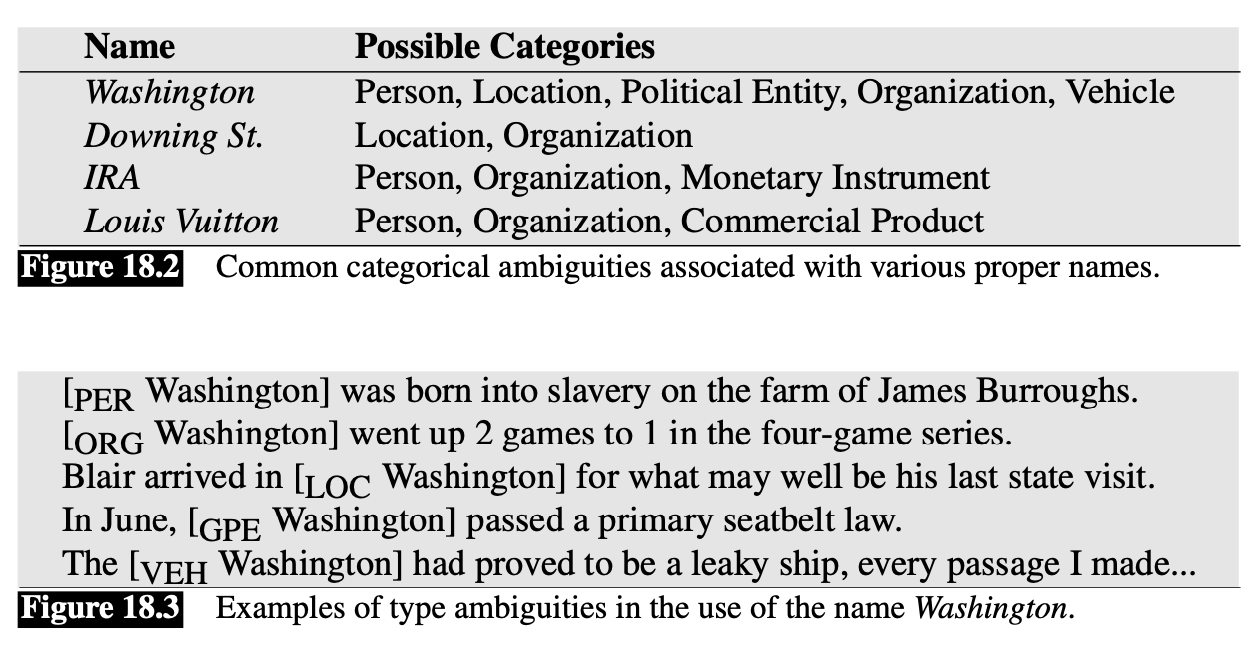 Name Possible Categories
Washington Person, Location, Political Entity, Organization, Vehicle
Downing St. Location, Organization
IRA Person, Organization, Monetary Instrument
Louis Vuitton Person, Organization, Commercial Product
Figure 18.2 Common categorical ambiguities associated with various proper names.
[PER Washington] was born into slavery on the farm of James Burroughs.
[ORG Washington] went up 2 games to 1 in the four-game series.
Blair arrived in [LOC Washington] for what may well be his last state visit.
In June, [GPE Washington] passed a primary seatbelt law.
The [VEH Washington] had proved to be a leaky ship, every passage I made...
Figure 18.3 Examples of type ambiguities in the use of the name Washington.